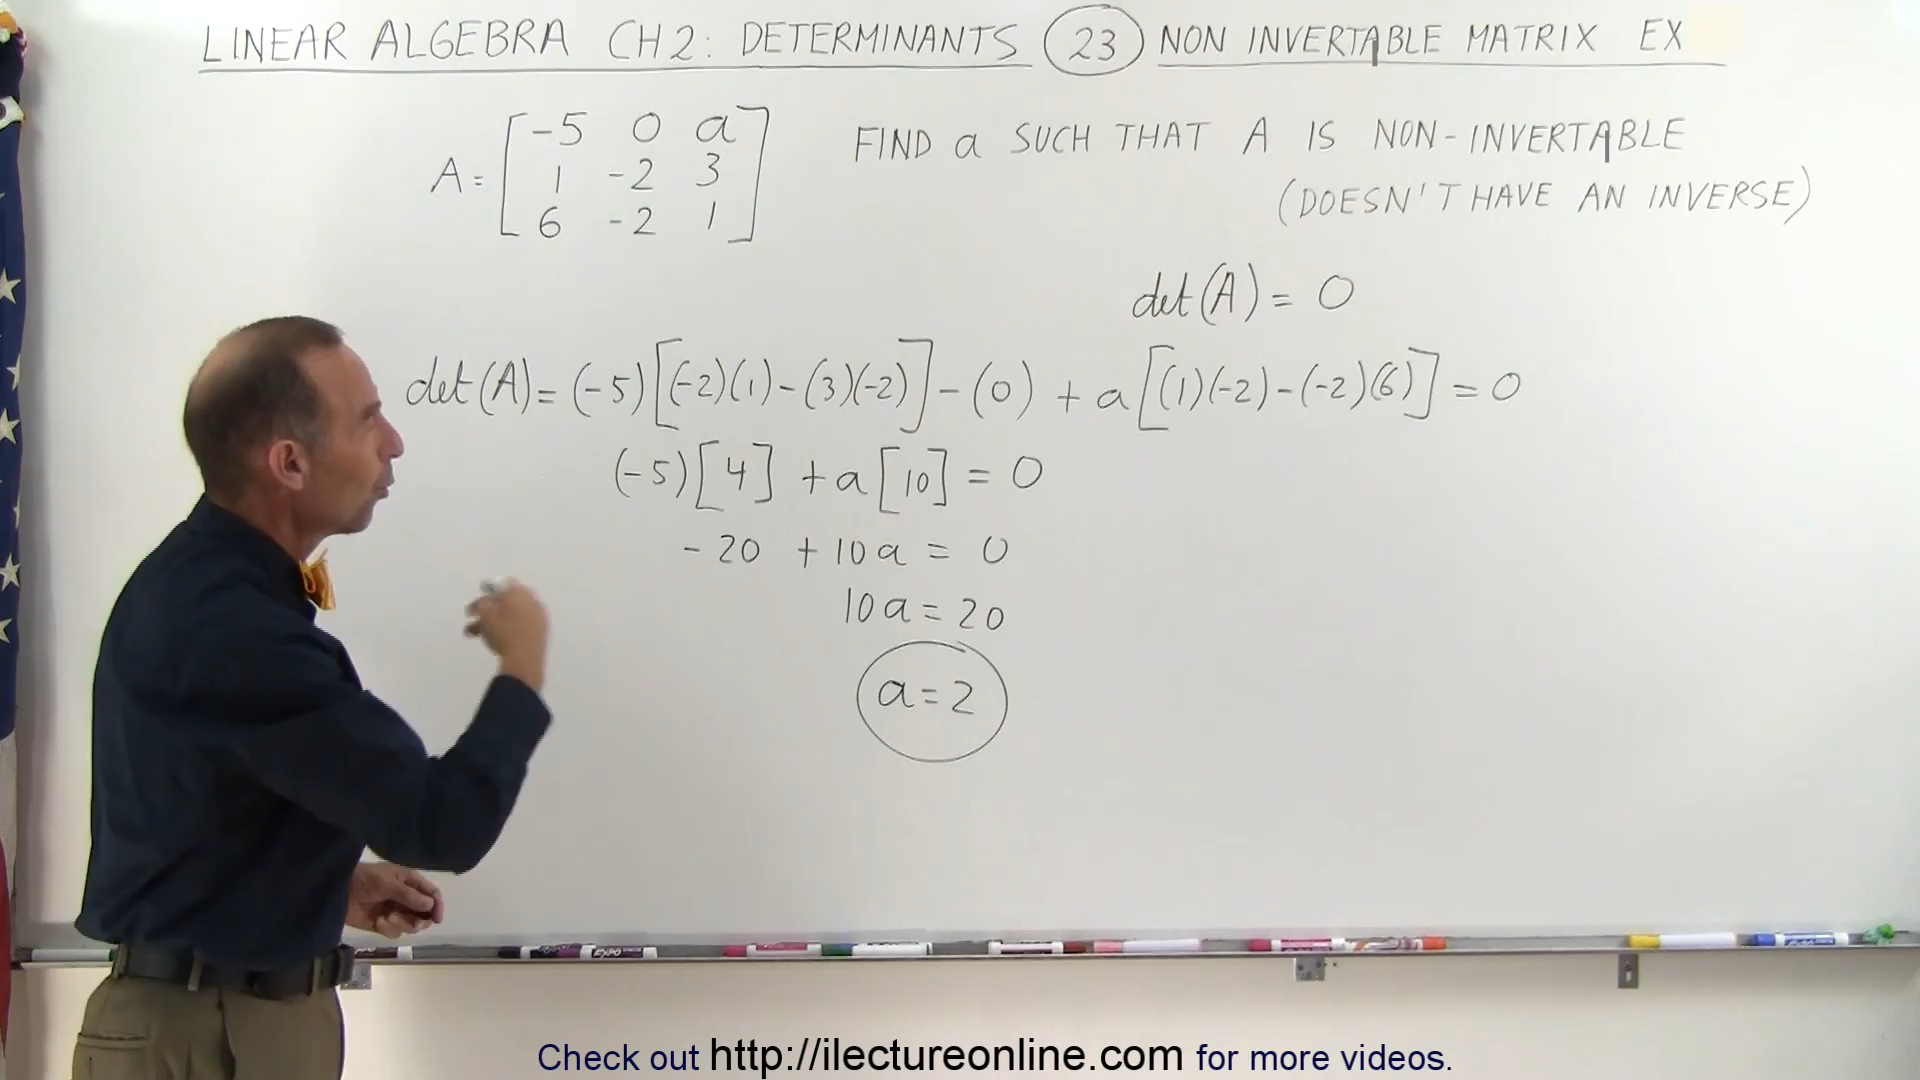 LINEAR ALGEBRA CH2: DETERMINANTS 23 NON INVERTABLE MATRIX EX
A = [ -5 0 a
1 -2 3
6 -2 1 ]
FIND a SUCH THAT A IS NON-INVERTABLE
(DOESN'T HAVE AN INVERSE)
det(A) = 0
det(A) = (-5)[(-2)(1) - (3)(-2)] - (0) + a[(1)(-2) - (-2)(6)] = 0
(-5)[4] + a[10] = 0
-20 + 10a = 0
10a = 20
a = 2
EXPO
Check out http://ilectureonline.com for more videos.